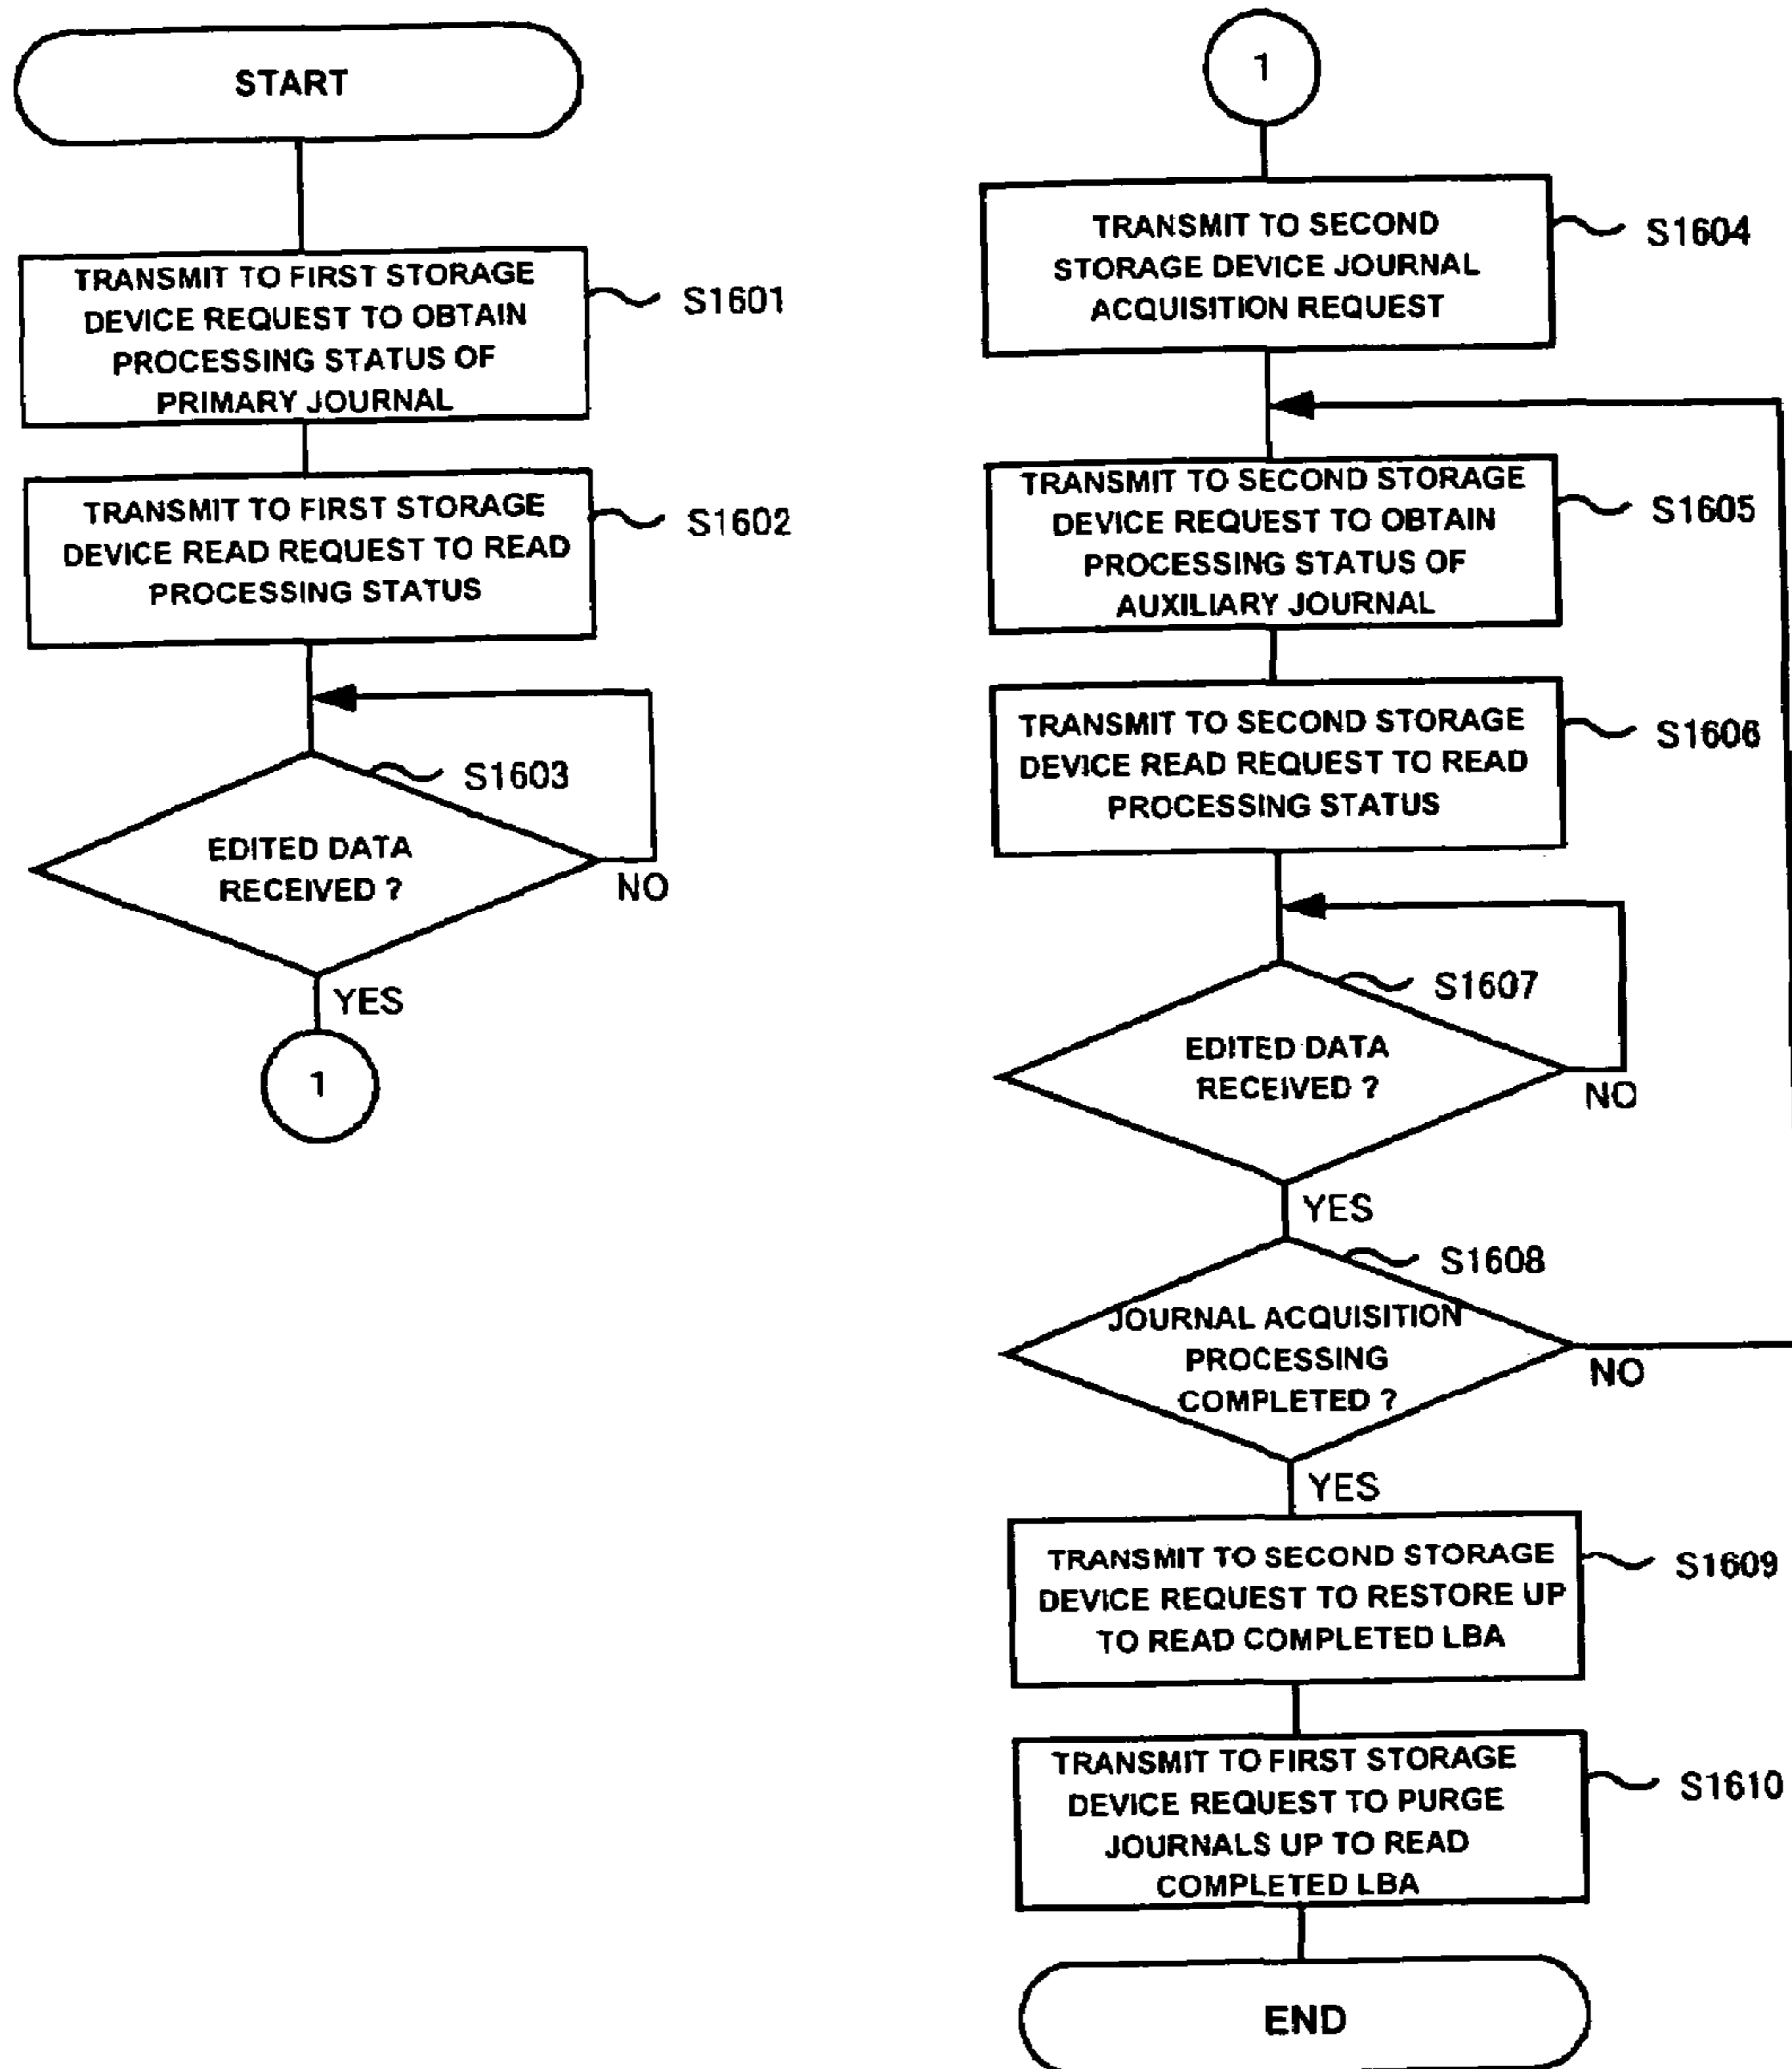 START
TRANSMIT TO FIRST STORAGE
DEVICE REQUEST TO OBTAIN
PROCESSING STATUS OF
PRIMARY JOURNAL
S1601
TRANSMIT TO FIRST STORAGE
DEVICE READ REQUEST TO READ
PROCESSING STATUS
S1602
S1603
EDITED DATA
RECEIVED ?
NO
YES
1
1
TRANSMIT TO SECOND
STORAGE DEVICE JOURNAL
ACQUISITION REQUEST
S1604
TRANSMIT TO SECOND STORAGE
DEVICE REQUEST TO OBTAIN
PROCESSING STATUS OF
AUXILIARY JOURNAL
S1605
TRANSMIT TO SECOND STORAGE
DEVICE READ REQUEST TO READ
PROCESSING STATUS
S1606
S1607
EDITED DATA
RECEIVED ?
NO
YES
S1608
JOURNAL ACQUISITION
PROCESSING
COMPLETED ?
NO
YES
TRANSMIT TO SECOND STORAGE
DEVICE REQUEST TO RESTORE UP
TO READ COMPLETED LBA
S1609
TRANSMIT TO FIRST STORAGE
DEVICE REQUEST TO PURGE
JOURNALS UP TO READ
COMPLETED LBA
S1610
END